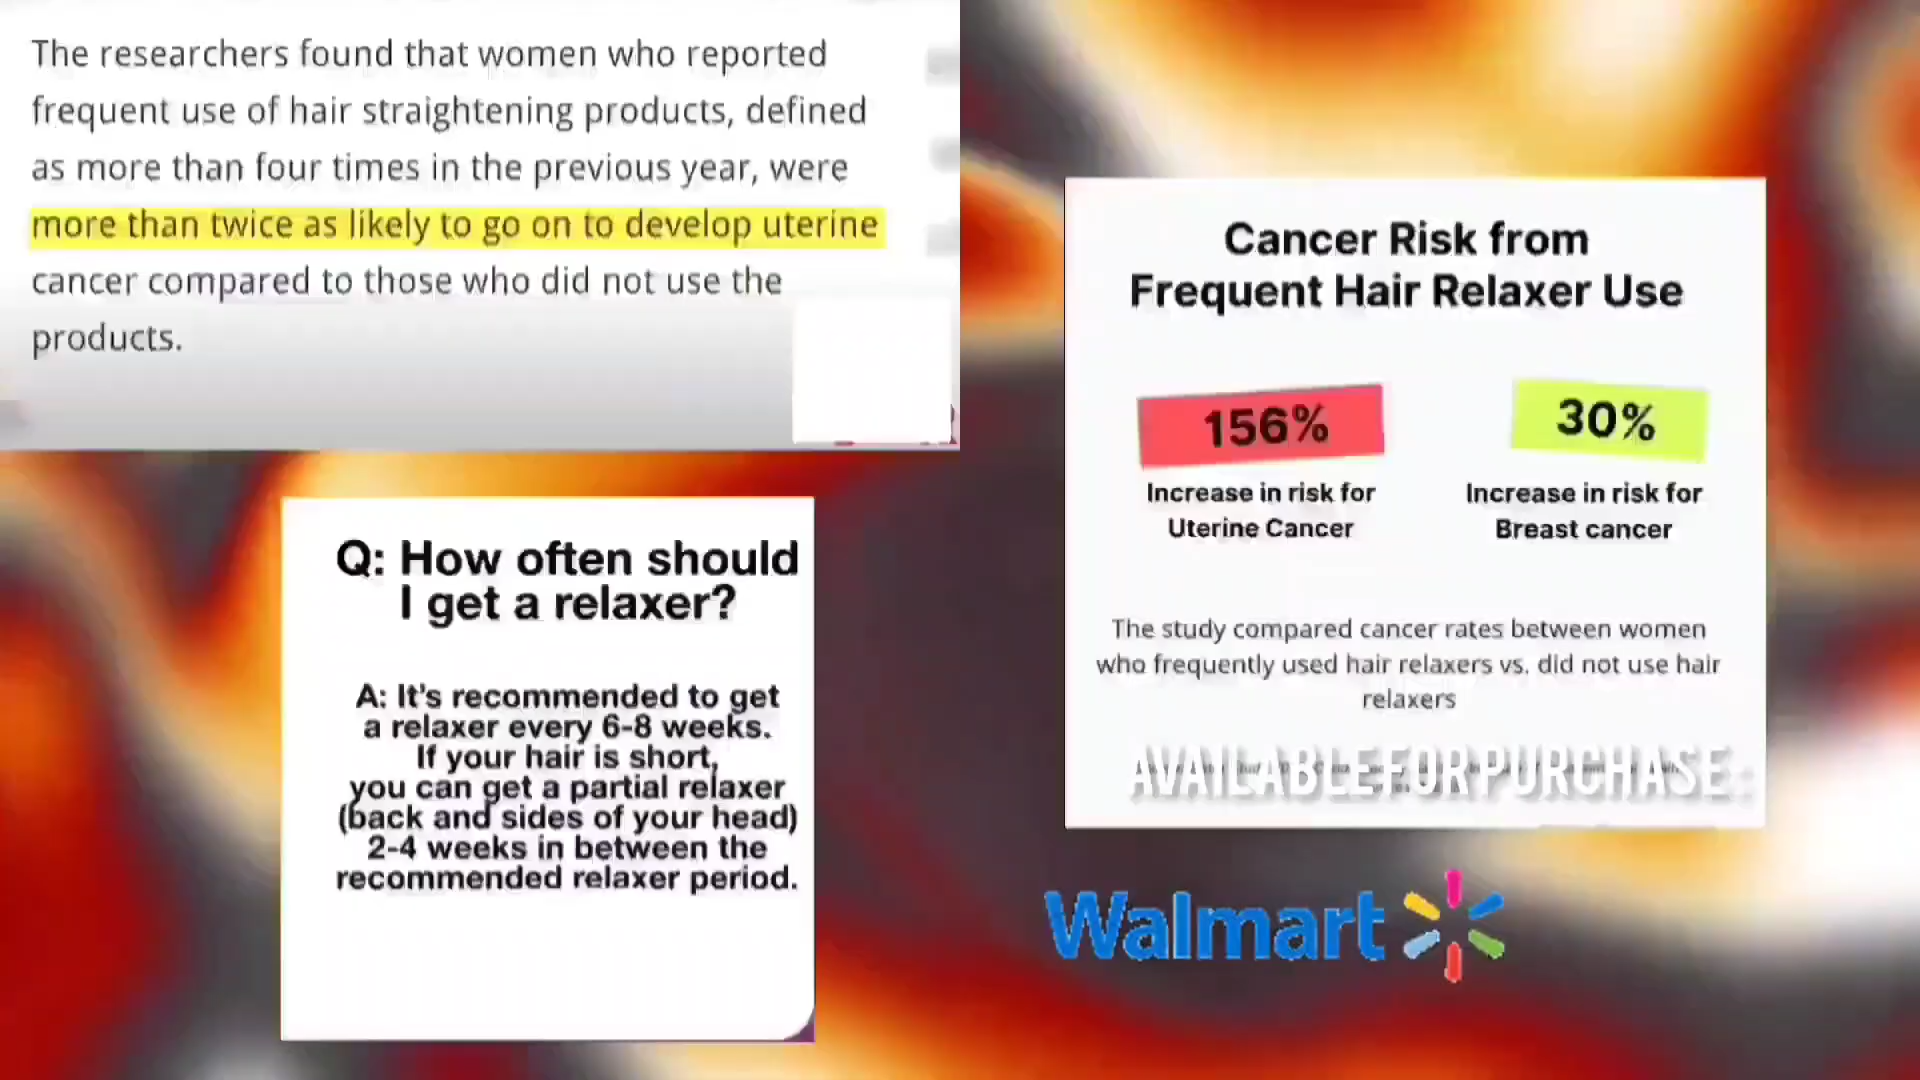 The researchers found that women who reported
frequent use of hair straightening products, defined
as more than four times in the previous year, were
more than twice as likely to go on to develop uterine
cancer compared to those who did not use the
products.
Q: How often should
I get a relaxer?
A: It's recommended to get
a relaxer every 6-8 weeks.
If your hair is short,
you can get a partial relaxer
(back and sides of your head)
2-4 weeks in between the
recommended relaxer period.
Cancer Risk from
Frequent Hair Relaxer Use
156%
Increase in risk for
Uterine Cancer
30%
Increase in risk for
Breast cancer
The study compared cancer rates between women
who frequently used hair relaxers vs. did not use hair
relaxers
AVAILABLE FOR PURCHASE :
Walmart